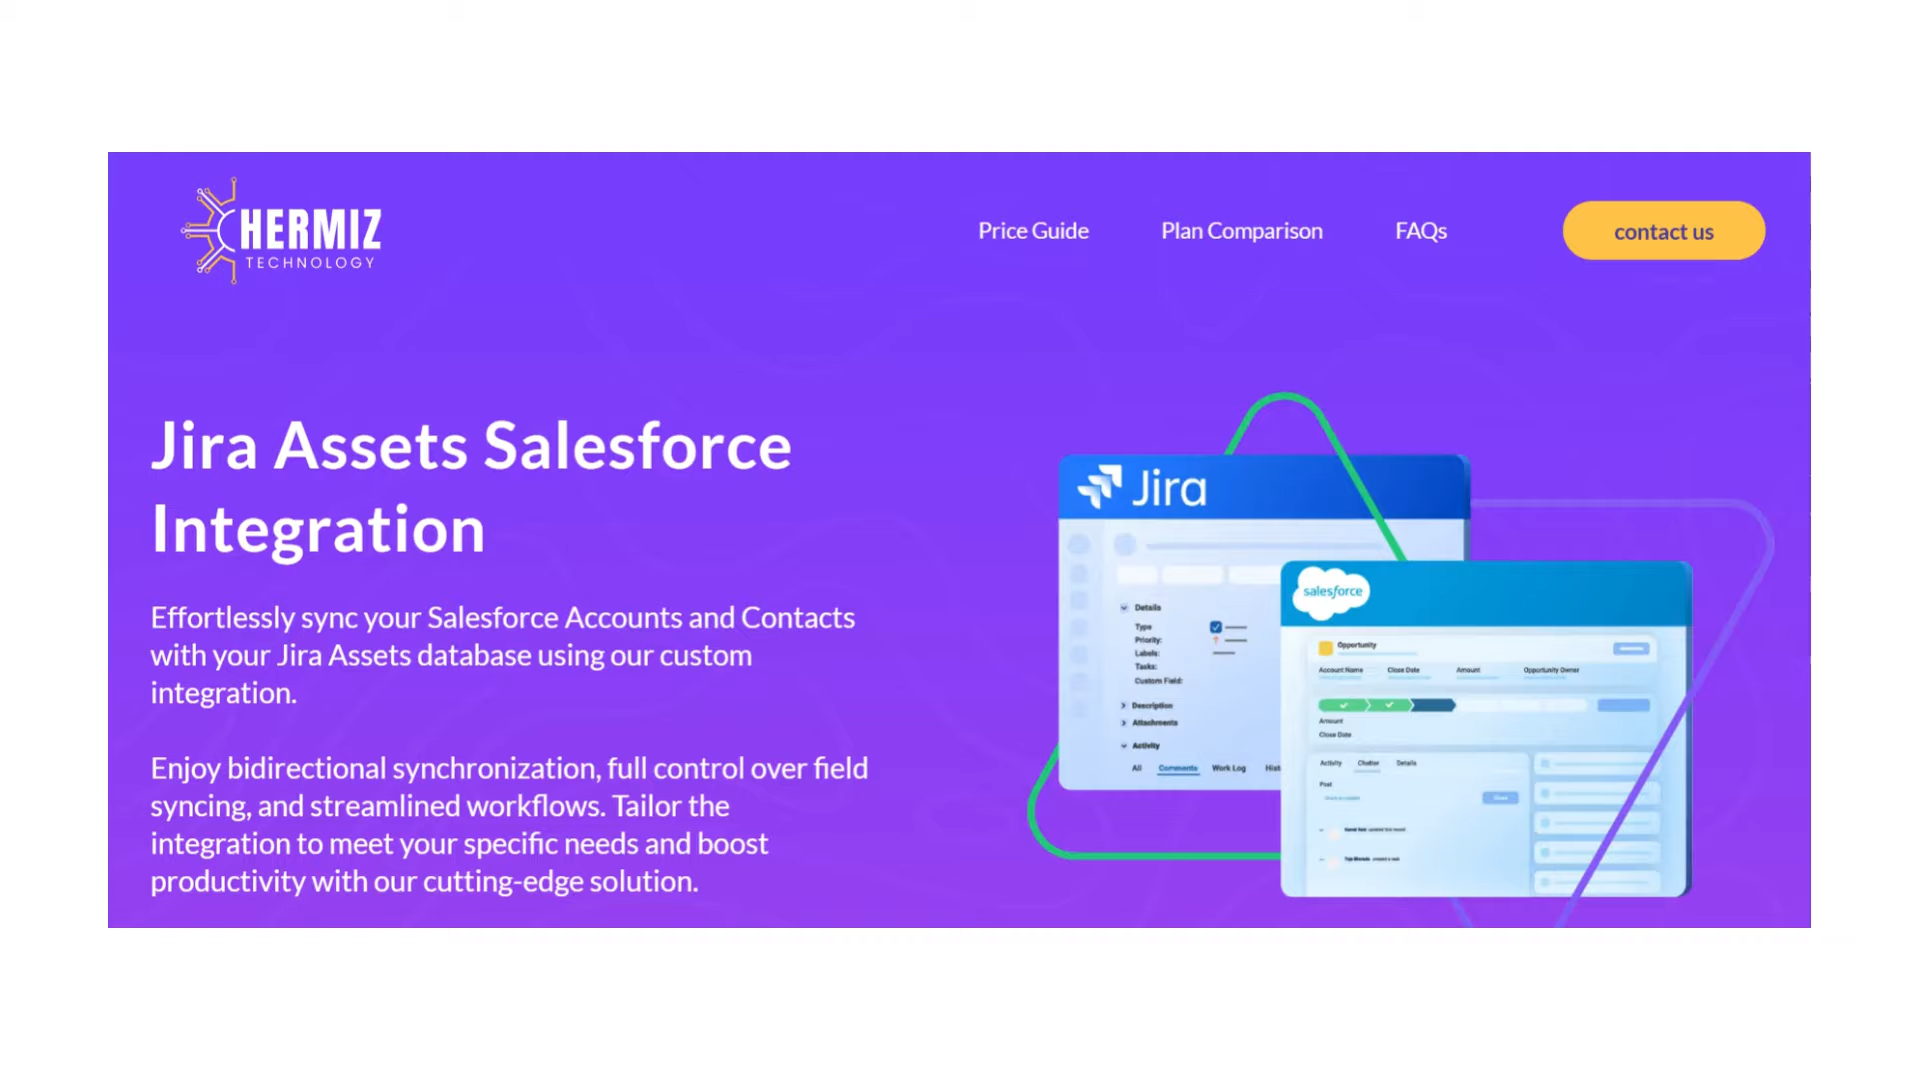 HERMIZ
TECHNOLOGY
Price Guide
Plan Comparison
FAQs
contact us
Jira Assets Salesforce
Integration
Effortlessly sync your Salesforce Accounts and Contacts
with your Jira Assets database using our custom
integration.
Enjoy bidirectional synchronization, full control over field
syncing, and streamlined workflows. Tailor the
integration to meet your specific needs and boost
productivity with our cutting-edge solution.
Jira
Details
Type
Priority:
Labels:
Tasks:
Custom Field:
Description
Attachments
Activity
All Comments Work Log Hist
salesforce
Opportunity
Account Name Close Date Amount Opportunity Owner
Amount
Close Date
Activity Chatter Details
Post